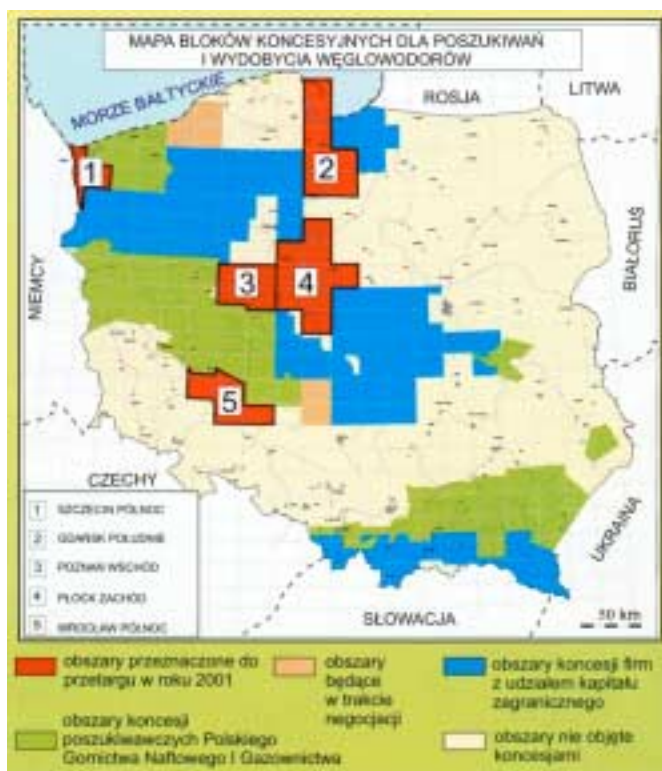 MAPA BLOKÓW KONCESYJNYCH DLA POSZUKIWAŃ
I WYDOBYCIA WĘGLOWODORÓW
MORZE BAŁTYCKIE
ROSJA
LITWA
BIAŁORUŚ
NIEMCY
1
2
3
4
5
CZECHY
UKRAINA
SŁOWACJA
50 km
1 SZCZECIN PÓŁNOC
2 GDAŃSK POŁUDNIE
3 POZNAŃ WSCHÓD
4 PŁOCK ZACHÓD
5 WROCŁAW PÓŁNOC
obszary przeznaczone do
przetargu w roku 2001
obszary
będące
w trakcie
negocjacji
obszary koncesji firm
z udziałem kapitału
zagranicznego
obszary koncesji
poszukiwawczych Polskiego
Górnictwa Naftowego I Gazownictwa
obszary nie objęte
koncesjami